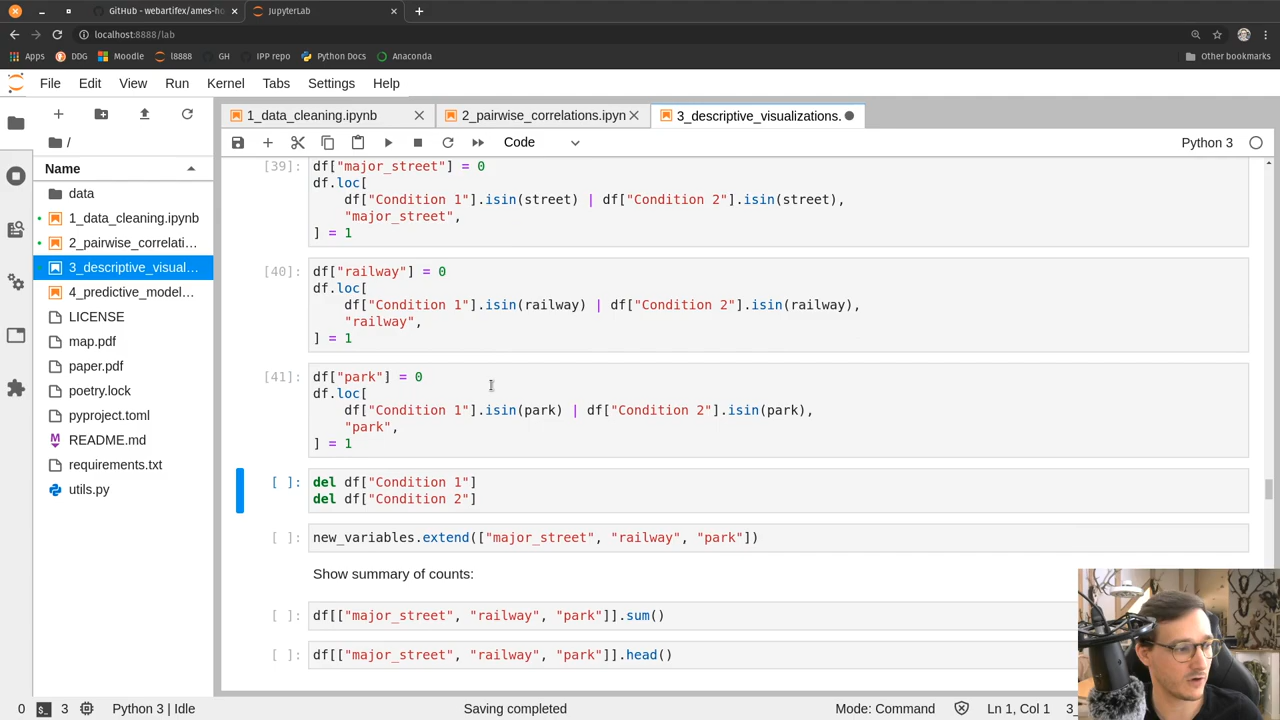 GitHub - webartifex/ames-ho
JupyterLab
localhost:8888/lab
Apps DDG Moodle l8888 GH IPP repo Python Docs Anaconda Other bookmarks
File Edit View Run Kernel Tabs Settings Help
1_data_cleaning.ipynb 2_pairwise_correlations.ipyn 3_descriptive_visualizations.
Code
Python 3
/
Name
data
1_data_cleaning.ipynb
2_pairwise_correlati...
3_descriptive_visual...
4_predictive_model...
LICENSE
map.pdf
paper.pdf
poetry.lock
pyproject.toml
README.md
requirements.txt
utils.py
[39]: df["major_street"] = 0
df.loc[
df["Condition 1"].isin(street) | df["Condition 2"].isin(street),
"major_street",
] = 1
[40]: df["railway"] = 0
df.loc[
df["Condition 1"].isin(railway) | df["Condition 2"].isin(railway),
"railway",
] = 1
[41]: df["park"] = 0
df.loc[
df["Condition 1"].isin(park) | df["Condition 2"].isin(park),
"park",
] = 1
[ ]: del df["Condition 1"]
del df["Condition 2"]
[ ]: new_variables.extend(["major_street", "railway", "park"])
Show summary of counts:
[ ]: df[["major_street", "railway", "park"]].sum()
[ ]: df[["major_street", "railway", "park"]].head()
0 3 Python 3 | Idle Saving completed Mode: Command Ln 1, Col 1 3_